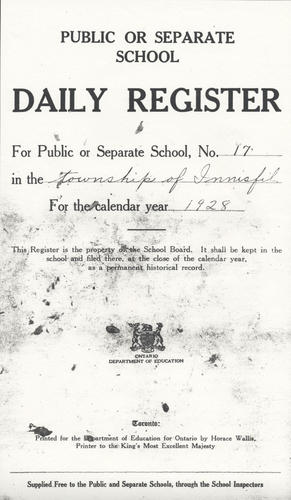 PUBLIC OR SEPARATE
SCHOOL
DAILY REGISTER
For Public or Separate School, No. 17
in the township of Innisfil
For the calendar year 1928
This Register is the property of the School Board. It shall be kept in the
school and filed there, at the close of the calendar year,
as a permanent historical record.
ONTARIO
DEPARTMENT OF EDUCATION
Toronto:
Printed for the Department of Education for Ontario by Horace Wallis,
Printer to the King's Most Excellent Majesty
Supplied Free to the Public and Separate Schools, through the School Inspectors